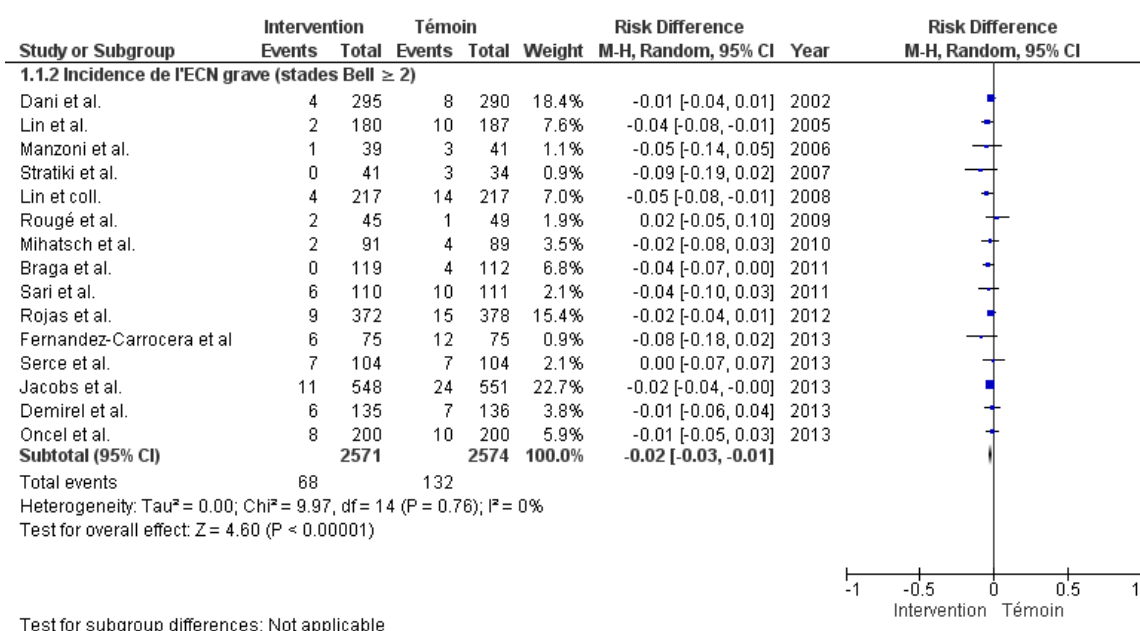 Intervention Témoin Risk Difference Risk Difference
Study or Subgroup Events Total Events Total Weight M-H, Random, 95% CI Year M-H, Random, 95% CI
1.1.2 Incidence de l'ECN grave (stades Bell ≥ 2)
Dani et al. 4 295 8 290 18.4% -0.01 [-0.04, 0.01] 2002
Lin et al. 2 180 10 187 7.6% -0.04 [-0.08, -0.01] 2005
Manzoni et al. 1 39 3 41 1.1% -0.05 [-0.14, 0.05] 2006
Stratiki et al. 0 41 3 34 0.9% -0.09 [-0.19, 0.02] 2007
Lin et coll. 4 217 14 217 7.0% -0.05 [-0.08, -0.01] 2008
Rougé et al. 2 45 1 49 1.9% 0.02 [-0.05, 0.10] 2009
Mihatsch et al. 2 91 4 89 3.5% -0.02 [-0.08, 0.03] 2010
Braga et al. 0 119 4 112 6.8% -0.04 [-0.07, 0.00] 2011
Sari et al. 6 110 10 111 2.1% -0.04 [-0.10, 0.03] 2011
Rojas et al. 9 372 15 378 15.4% -0.02 [-0.04, 0.01] 2012
Fernandez-Carrocera et al 6 75 12 75 0.9% -0.08 [-0.18, 0.02] 2013
Serce et al. 7 104 7 104 2.1% 0.00 [-0.07, 0.07] 2013
Jacobs et al. 11 548 24 551 22.7% -0.02 [-0.04, -0.00] 2013
Demirel et al. 6 135 7 136 3.8% -0.01 [-0.06, 0.04] 2013
Oncel et al. 8 200 10 200 5.9% -0.01 [-0.05, 0.03] 2013
Subtotal (95% CI) 2571 2574 100.0% -0.02 [-0.03, -0.01]
Total events 68 132
Heterogeneity: Tau² = 0.00; Chi² = 9.97, df = 14 (P = 0.76); I² = 0%
Test for overall effect: Z = 4.60 (P < 0.00001)
-1 -0.5 0 0.5 1
Intervention Témoin
Test for subgroup differences: Not applicable